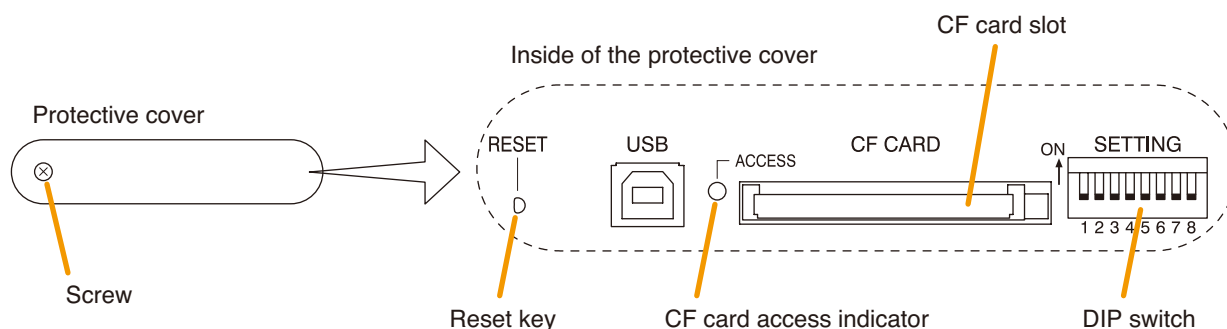 CF card slot
Inside of the protective cover
Protective cover
RESET
USB
ACCESS
CF CARD
ON
SETTING
1 2 3 4 5 6 7 8
Screw
Reset key
CF card access indicator
DIP switch